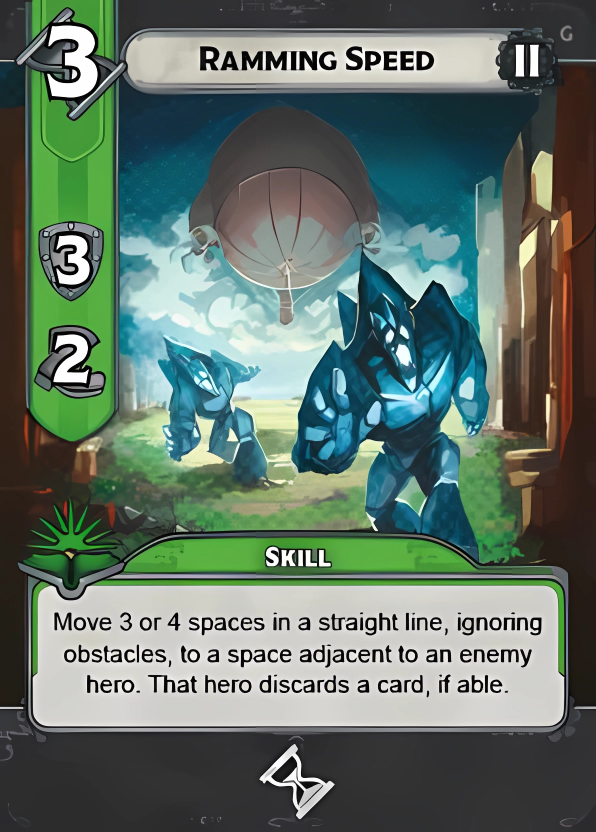 3
RAMMING SPEED
II
G
3
2
SKILL
Move 3 or 4 spaces in a straight line, ignoring
obstacles, to a space adjacent to an enemy
hero. That hero discards a card, if able.